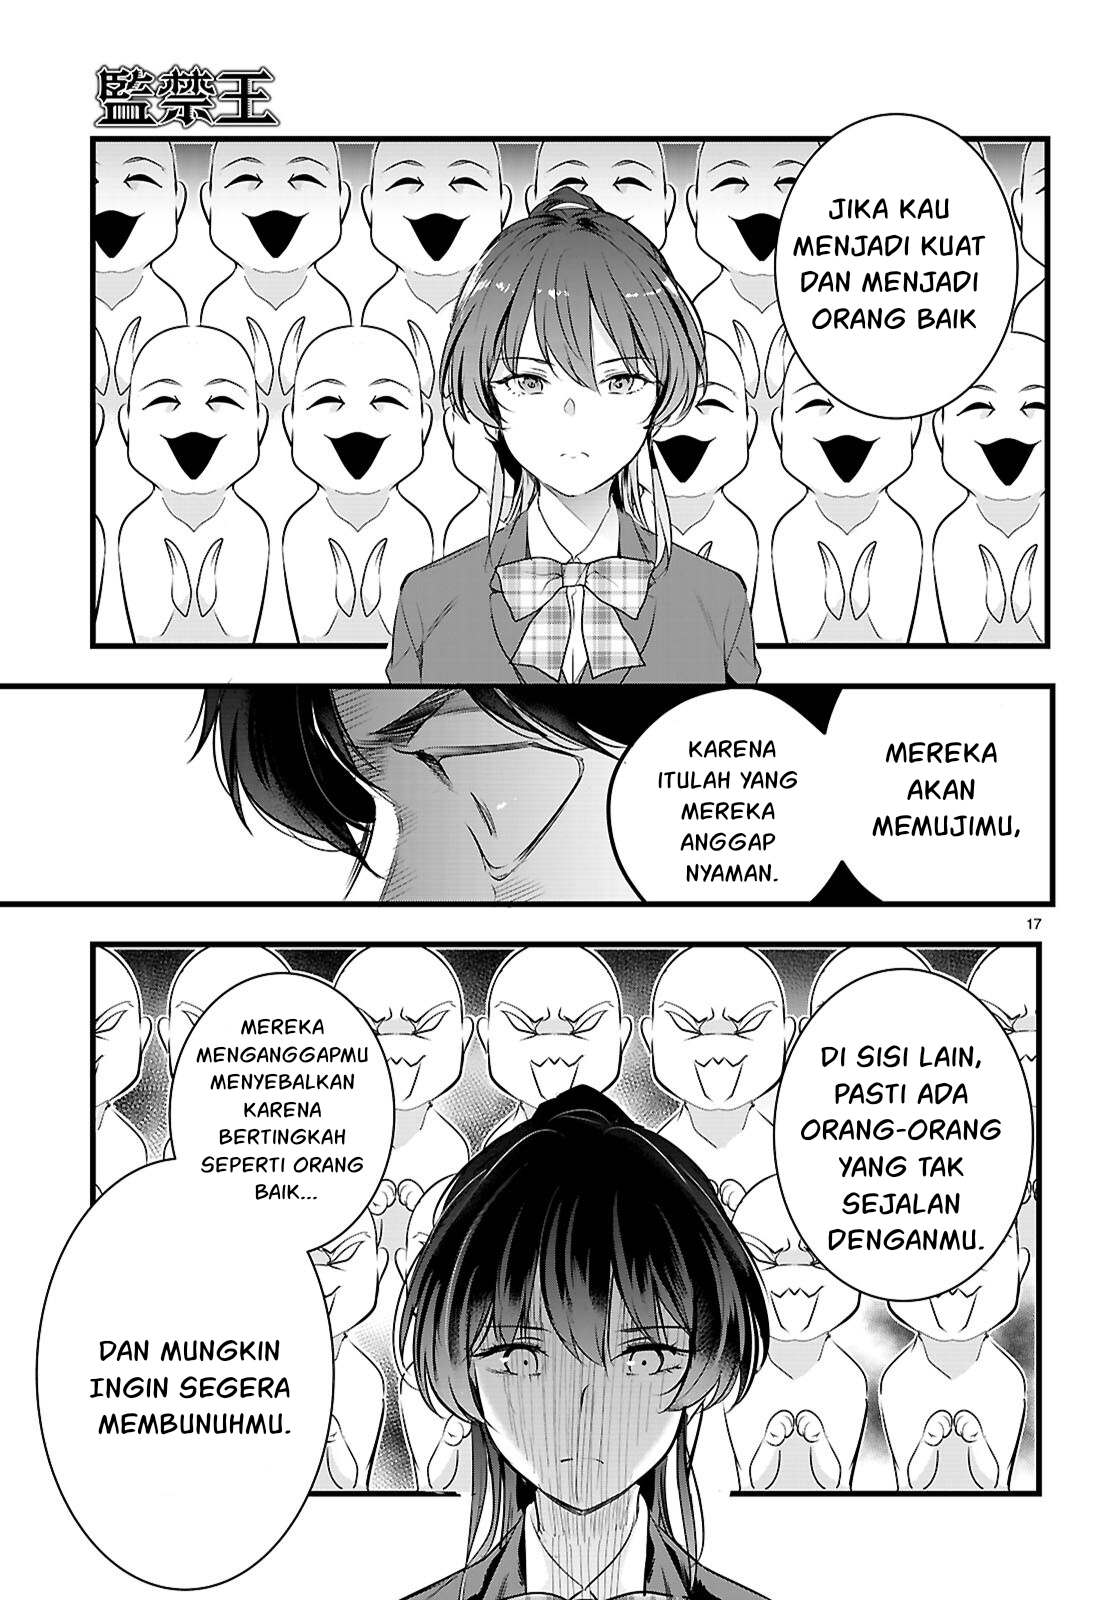 監禁王
JIKA KAU
MENJADI KUAT
DAN MENJADI
ORANG BAIK
MEREKA
AKAN
MEMUJIMU,
KARENA
ITULAH YANG
MEREKA
ANGGAP
NYAMAN.
17
DI SISI LAIN,
PASTI ADA
ORANG-ORANG
YANG TAK
SEJALAN
DENGANMU.
MEREKA
MENGANGGAPMU
MENYEBALKAN
KARENA
BERTINGKAH
SEPERTI ORANG
BAIK...
DAN MUNGKIN
INGIN SEGERA
MEMBUNUHMU.